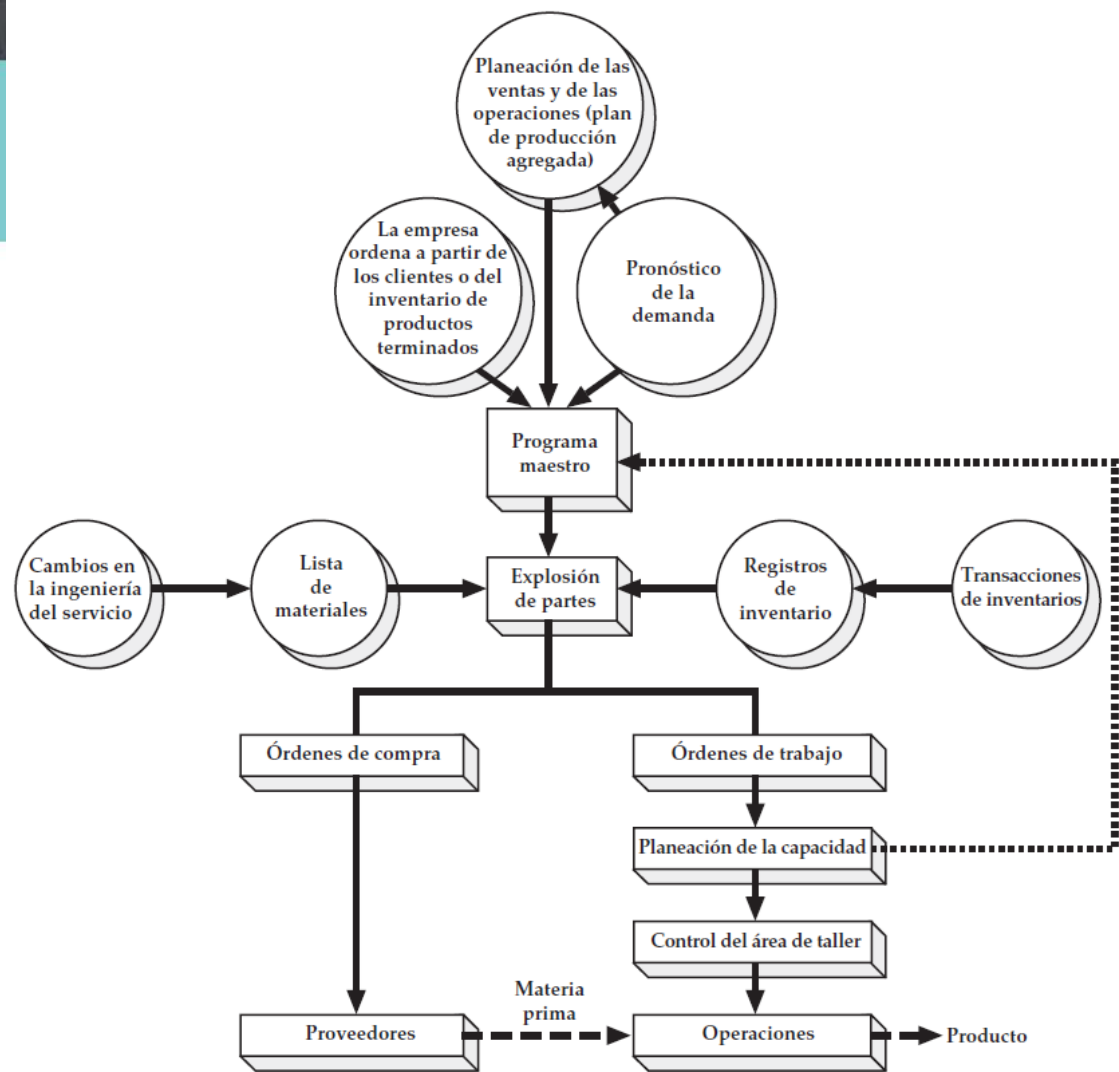 Planeación de las
ventas y de las
operaciones (plan
de producción
agregada)
La empresa
ordena a partir de
los clientes o del
inventario de
productos
terminados
Pronóstico
de la
demanda
Programa
maestro
Cambios en
la ingeniería
del servicio
Lista
de
materiales
Explosión
de partes
Registros
de
inventario
Transacciones
de inventarios
Órdenes de compra
Órdenes de trabajo
Planeación de la capacidad
Control del área de taller
Materia
prima
Proveedores
Operaciones
Producto